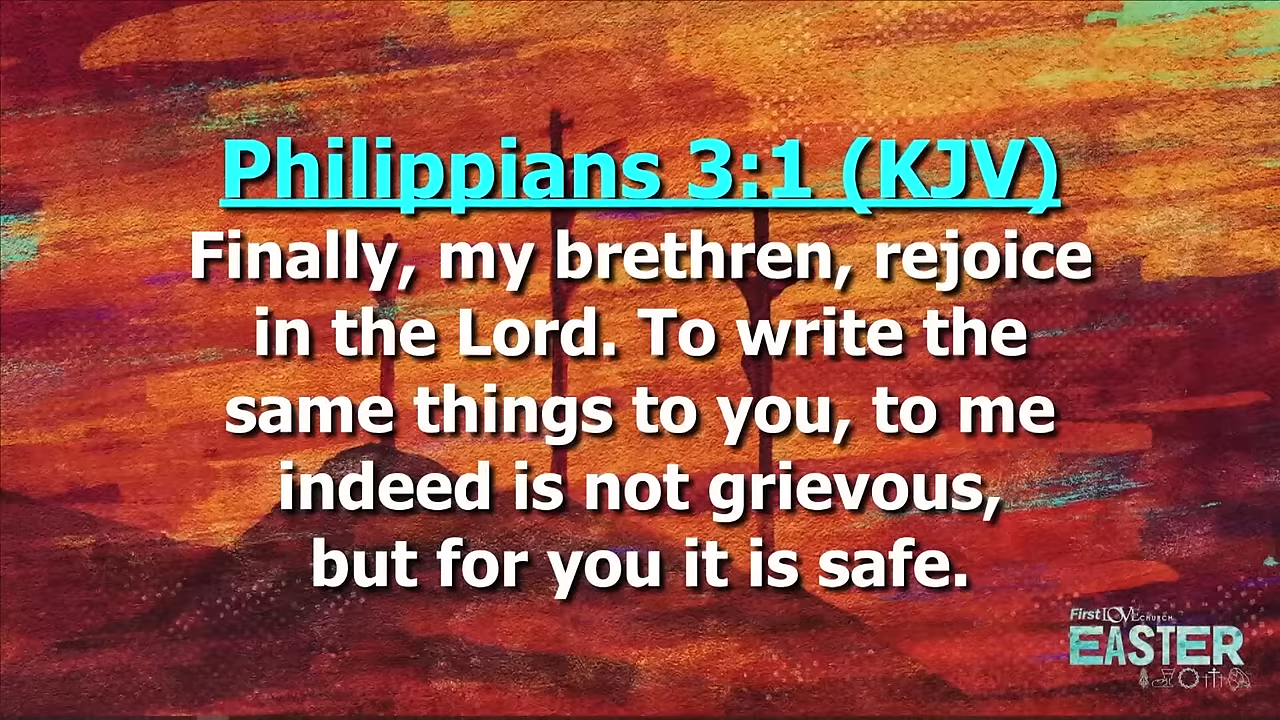 Philippians 3:1 (KJV)
Finally, my brethren, rejoice
in the Lord. To write the
same things to you, to me
indeed is not grievous,
but for you it is safe.
First LOVE CHURCH
EASTER